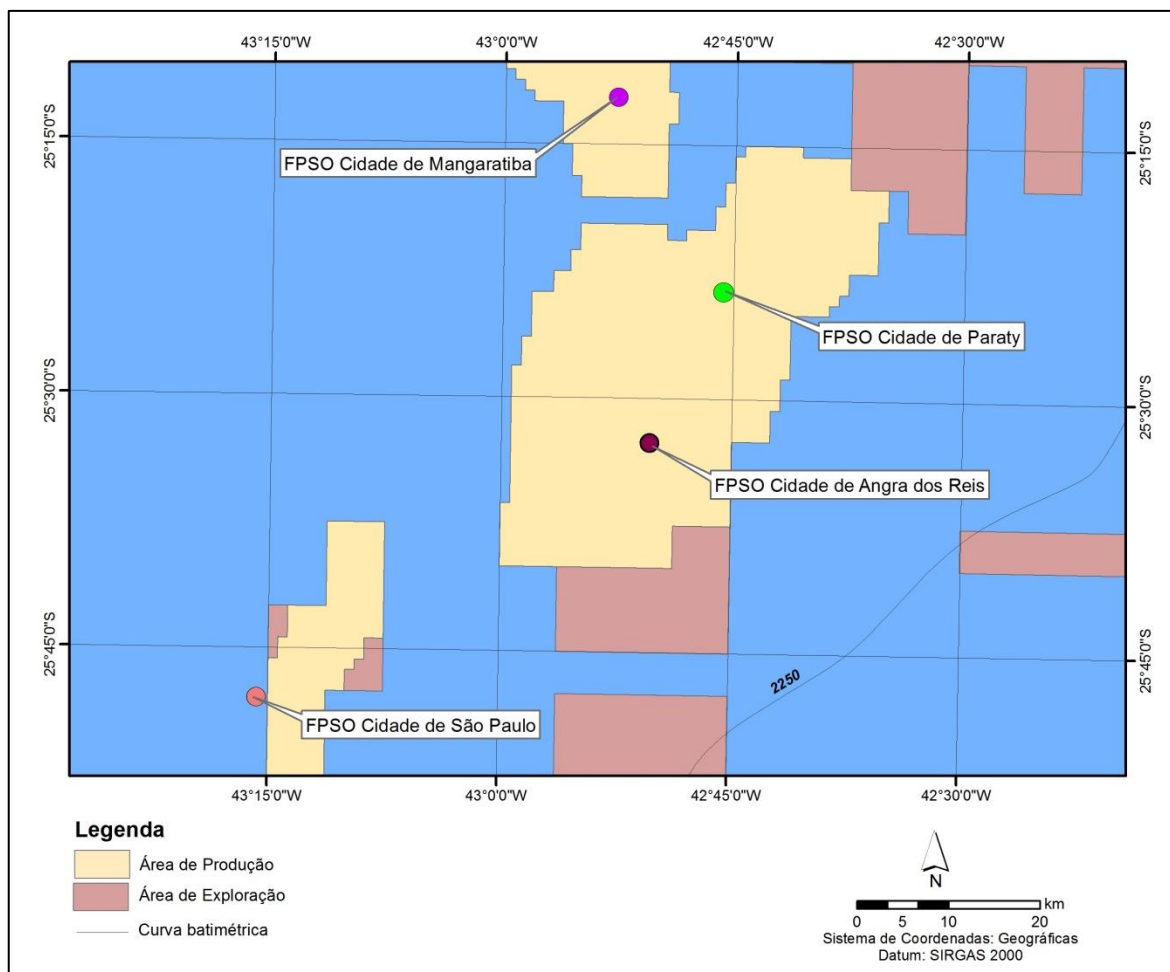 43°15'0"W 43°0'0"W 42°45'0"W 42°30'0"W
25°15'0"S
25°15'0"S
FPSO Cidade de Mangaratiba
FPSO Cidade de Paraty
25°30'0"S
25°30'0"S
FPSO Cidade de Angra dos Reis
25°45'0"S
25°45'0"S
2250
FPSO Cidade de São Paulo
43°15'0"W 43°0'0"W 42°45'0"W 42°30'0"W
Legenda
Área de Produção
Área de Exploração
Curva batimétrica
N
km
0 5 10 20
Sistema de Coordenadas: Geográficas
Datum: SIRGAS 2000